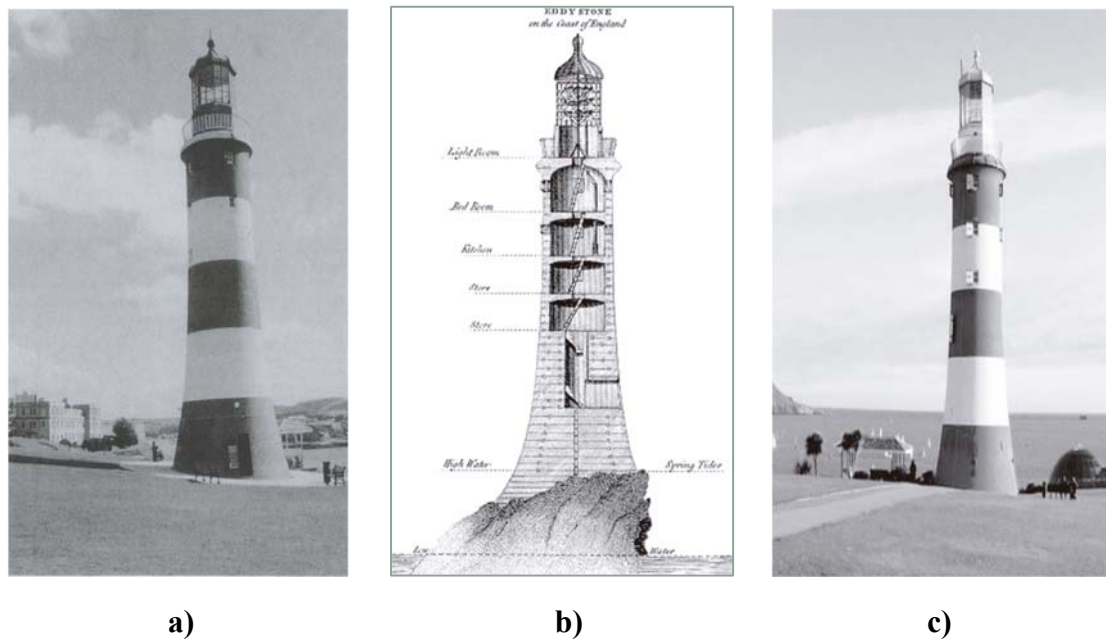 EDDY STONE
on the Coast of England
Light Room
Bed Room
Kitchen
Store
Store
High Water
Spring Tides
Low
Water
a)
b)
c)